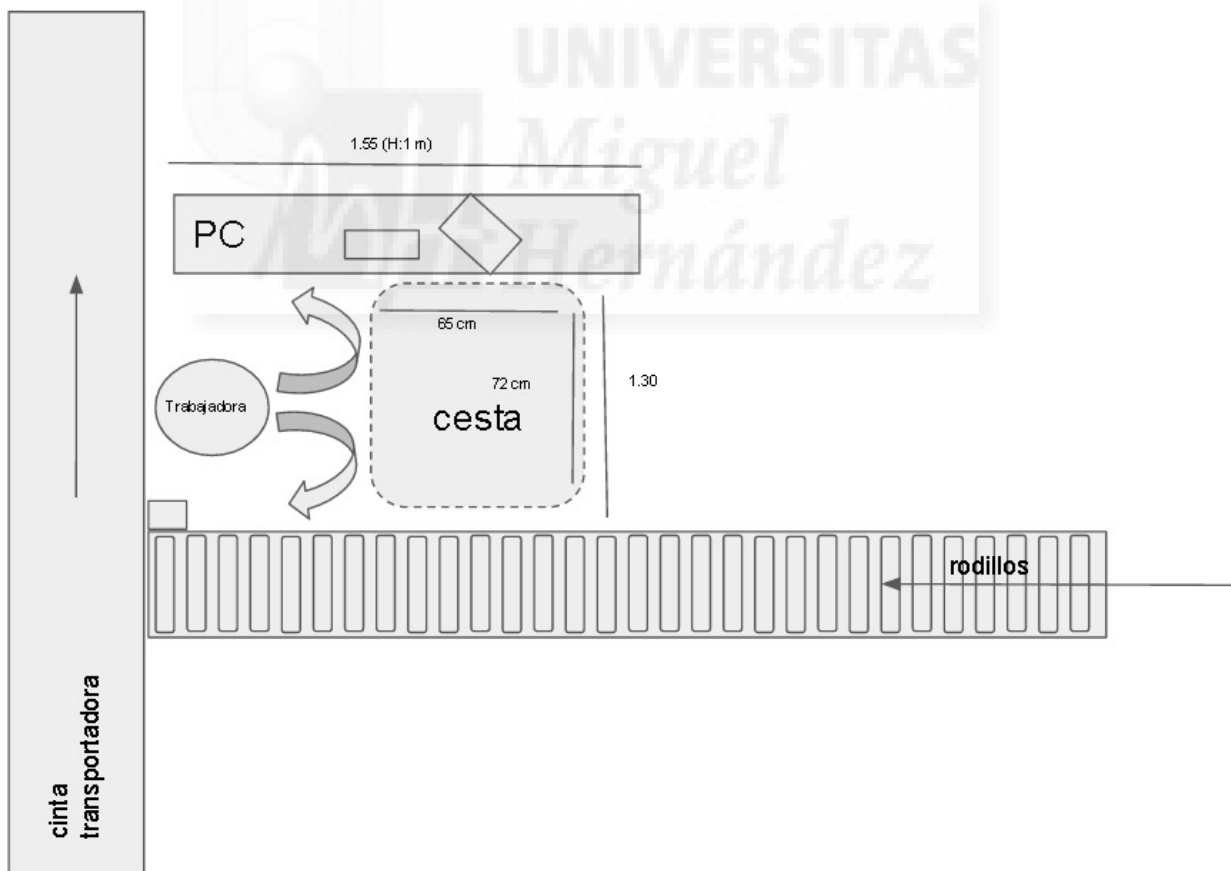 UNIVERSITAS
Miguel
Hernández
1.55 (H:1 m)
PC
65 cm
72 cm
1.30
Trabajadora
cesta
rodillos
cinta
transportadora